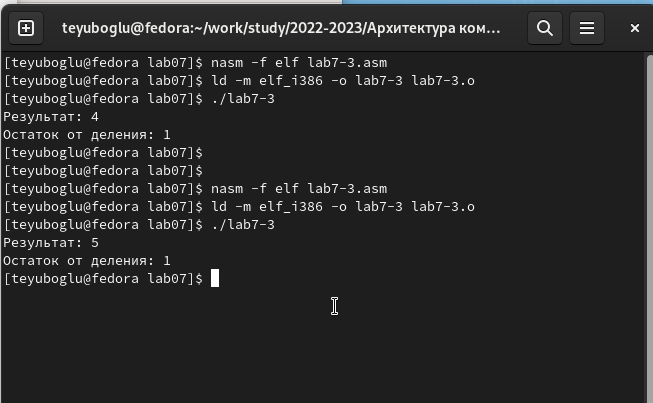 teyuboglu@fedora:~/work/study/2022-2023/Архитектура ком…
[teyuboglu@fedora lab07]$ nasm -f elf lab7-3.asm
[teyuboglu@fedora lab07]$ ld -m elf_i386 -o lab7-3 lab7-3.o
[teyuboglu@fedora lab07]$ ./lab7-3
Результат: 4
Остаток от деления: 1
[teyuboglu@fedora lab07]$
[teyuboglu@fedora lab07]$
[teyuboglu@fedora lab07]$ nasm -f elf lab7-3.asm
[teyuboglu@fedora lab07]$ ld -m elf_i386 -o lab7-3 lab7-3.o
[teyuboglu@fedora lab07]$ ./lab7-3
Результат: 5
Остаток от деления: 1
[teyuboglu@fedora lab07]$